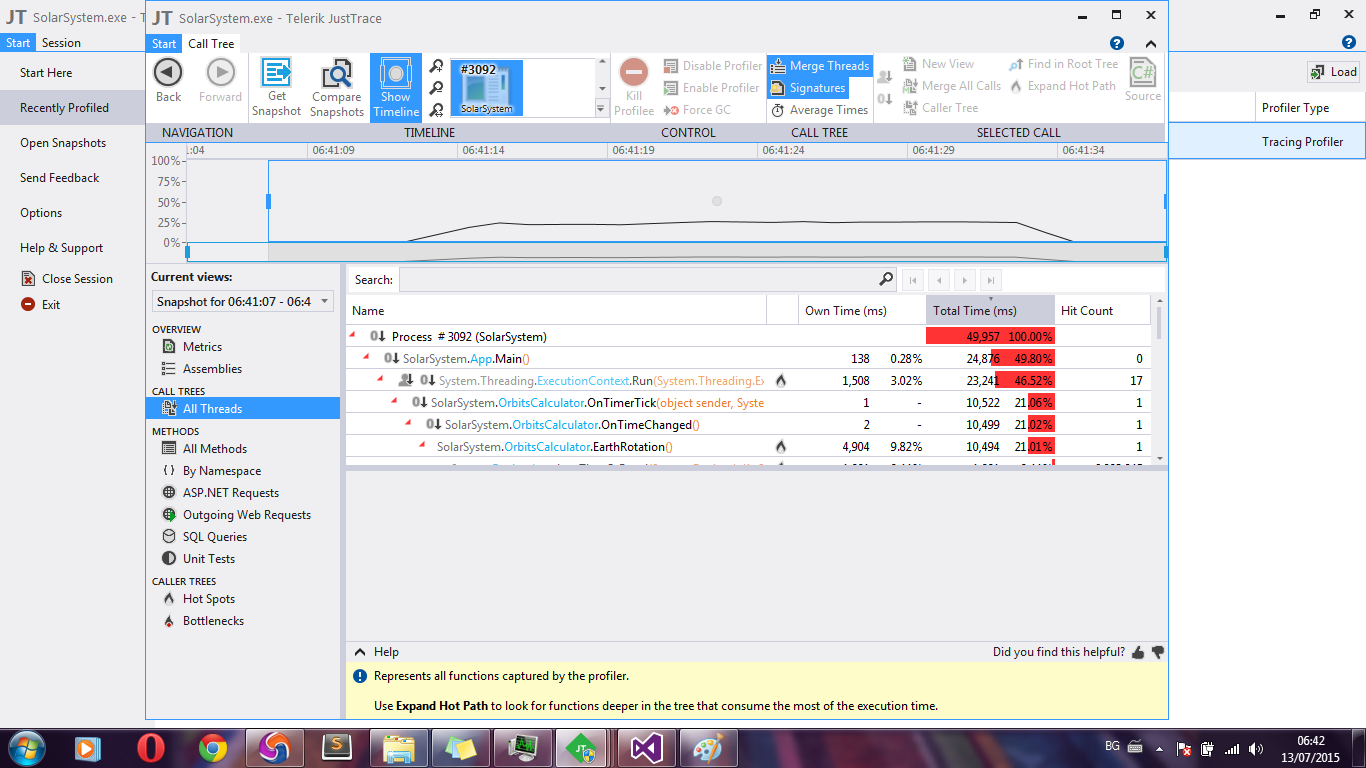 JT SolarSystem.exe - T
JT SolarSystem.exe - Telerik JustTrace
Start Session
Start Call Tree
Start Here
Recently Profiled
Open Snapshots
Send Feedback
Options
Help & Support
Close Session
Exit
Back
Forward
Get Snapshot
Compare Snapshots
Show Timeline
#3092
SolarSystem
Kill Profilee
Disable Profiler
Enable Profiler
Force GC
Merge Threads
Signatures
Average Times
New View
Merge All Calls
Caller Tree
Find in Root Tree
Expand Hot Path
C#
Source
Load
NAVIGATION TIMELINE CONTROL CALL TREE SELECTED CALL
Profiler Type
Tracing Profiler
:04 06:41:09 06:41:14 06:41:19 06:41:24 06:41:29 06:41:34
100%
75%
50%
25%
0%
Current views:
Snapshot for 06:41:07 - 06:4
OVERVIEW
Metrics
Assemblies
CALL TREES
All Threads
METHODS
All Methods
By Namespace
ASP.NET Requests
Outgoing Web Requests
SQL Queries
Unit Tests
CALLER TREES
Hot Spots
Bottlenecks
Search:
Name Own Time (ms) Total Time (ms) Hit Count
Process # 3092 (SolarSystem) 49,957 100.00%
SolarSystem.App.Main() 138 0.28% 24,876 49.80% 0
System.Threading.ExecutionContext.Run(System.Threading.Ex 1,508 3.02% 23,241 46.52% 17
SolarSystem.OrbitsCalculator.OnTimerTick(object sender, Syste 1 - 10,522 21.06% 1
SolarSystem.OrbitsCalculator.OnTimeChanged() 2 - 10,499 21.02% 1
SolarSystem.OrbitsCalculator.EarthRotation() 4,904 9.82% 10,494 21.01% 1
Help
Did you find this helpful?
Represents all functions captured by the profiler.
Use Expand Hot Path to look for functions deeper in the tree that consume the most of the execution time.
BG
06:42
13/07/2015